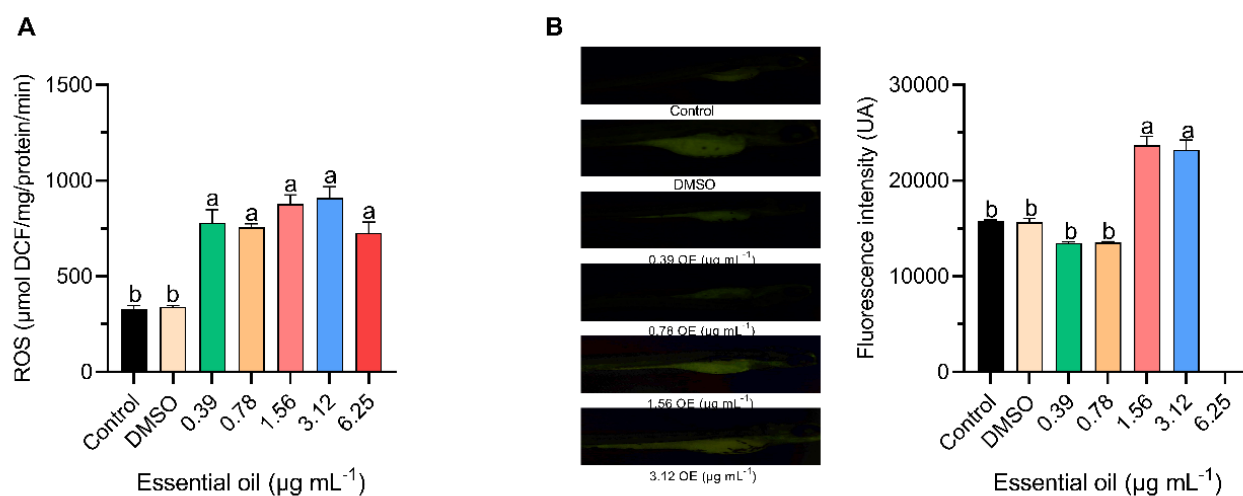 A
ROS (µmol DCF/mg/protein/min)
1500
1000
500
0
b
b
a
a
a
a
a
Control
DMSO
0.39
0.78
1.56
3.12
6.25
Essential oil (µg mL⁻¹)
B
Control
DMSO
0.39 OE (µg mL⁻¹)
0.78 OE (µg mL⁻¹)
1.56 OE (µg mL⁻¹)
3.12 OE (µg mL⁻¹)
Fluorescence intensity (UA)
30000
20000
10000
0
b
b
b
b
a
a
Control
DMSO
0.39
0.78
1.56
3.12
6.25
Essential oil (µg mL⁻¹)